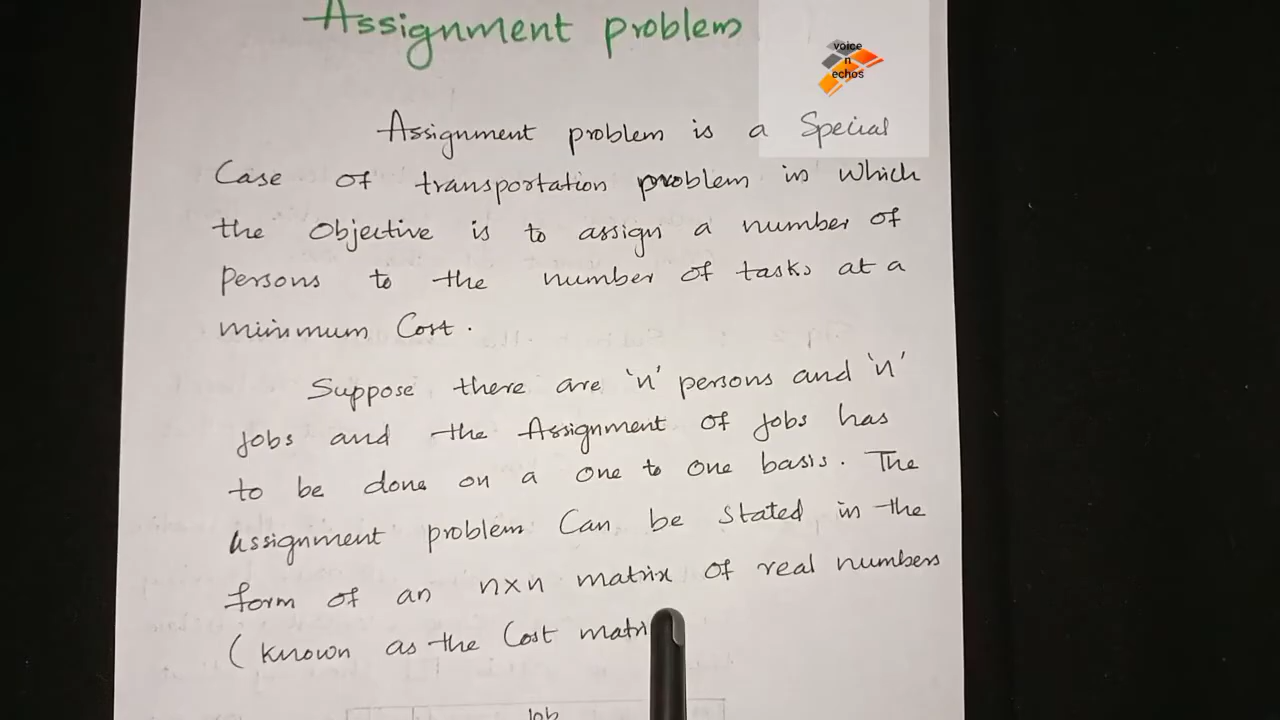 Assignment problem
voice
n
echos
Assignment problem is a Special
Case of transportation problem in which
the objective is to assign a number of
persons to the number of tasks at a
minimum Cost.
Suppose there are 'n' persons and 'n'
jobs and the Assignment of jobs has
to be done on a one to one basis. The
Assignment problem Can be stated in the
form of an n×n matrix of real numbers
(known as the Cost matri
Job